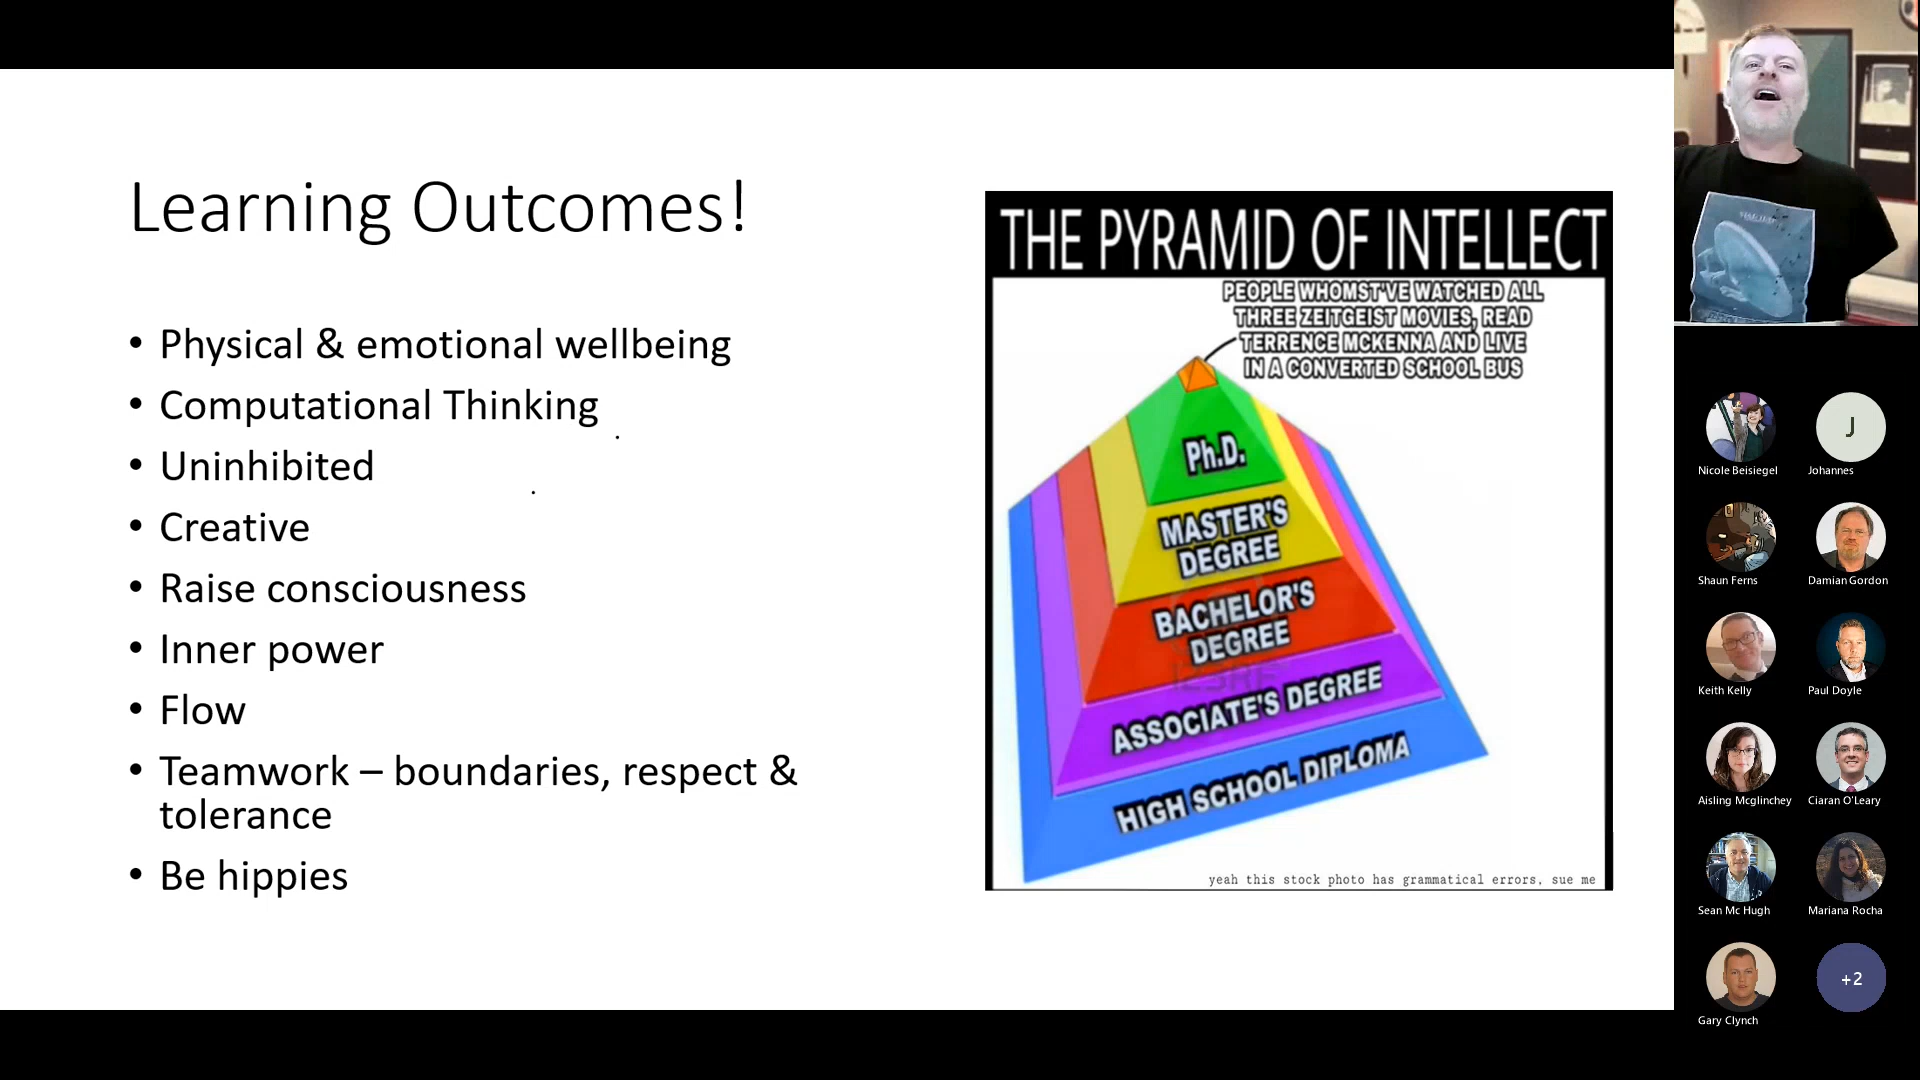 Learning Outcomes!
• Physical & emotional wellbeing
• Computational Thinking
• Uninhibited
• Creative
• Raise consciousness
• Inner power
• Flow
• Teamwork – boundaries, respect &
tolerance
• Be hippies
THE PYRAMID OF INTELLECT
PEOPLE WHOMST'VE WATCHED ALL
THREE ZEITGEIST MOVIES, READ
TERRENCE MCKENNA AND LIVE
IN A CONVERTED SCHOOL BUS
Ph.D.
MASTER'S
DEGREE
BACHELOR'S
DEGREE
123RF
ASSOCIATE'S DEGREE
HIGH SCHOOL DIPLOMA
yeah this stock photo has grammatical errors, sue me
Nicole Beisiegel
J
Johannes
Shaun Ferns
Damian Gordon
Keith Kelly
Paul Doyle
Aisling Mcglinchey
Ciaran O'Leary
Sean Mc Hugh
Mariana Rocha
Gary Clynch
+2